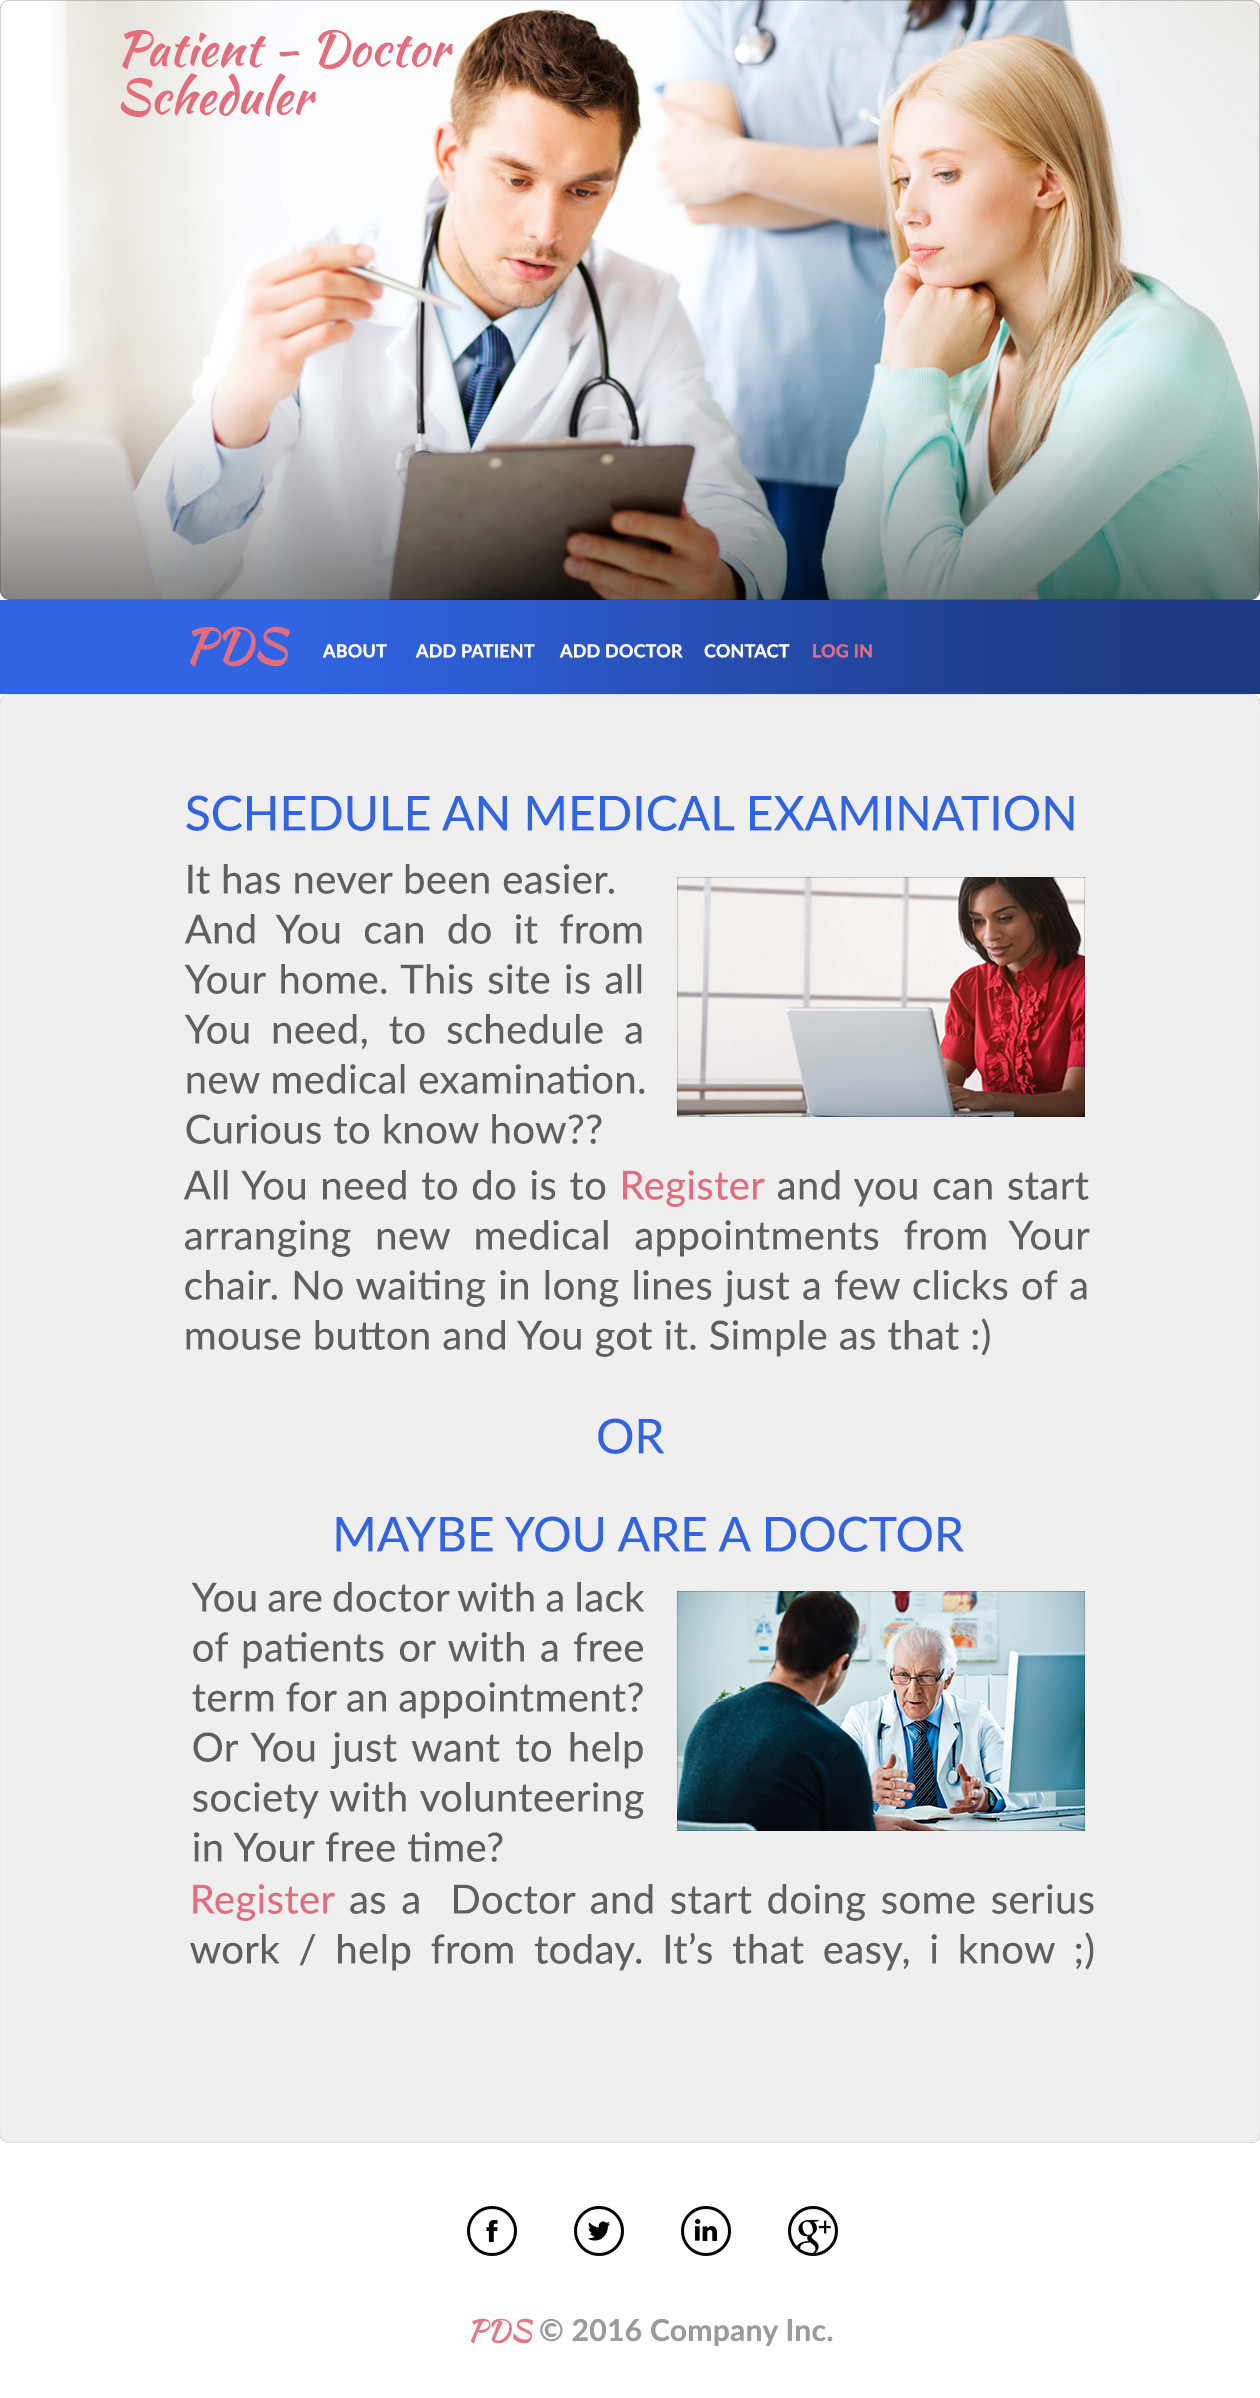 Patient - Doctor
Scheduler
PDS ABOUT ADD PATIENT ADD DOCTOR CONTACT LOG IN
SCHEDULE AN MEDICAL EXAMINATION
It has never been easier.
And You can do it from
Your home. This site is all
You need, to schedule a
new medical examination.
Curious to know how??
All You need to do is to Register and you can start
arranging new medical appointments from Your
chair. No waiting in long lines just a few clicks of a
mouse button and You got it. Simple as that :)
OR
MAYBE YOU ARE A DOCTOR
You are doctor with a lack
of patients or with a free
term for an appointment?
Or You just want to help
society with volunteering
in Your free time?
Register as a Doctor and start doing some serius
work / help from today. It’s that easy, i know ;)
f in g+
PDS © 2016 Company Inc.